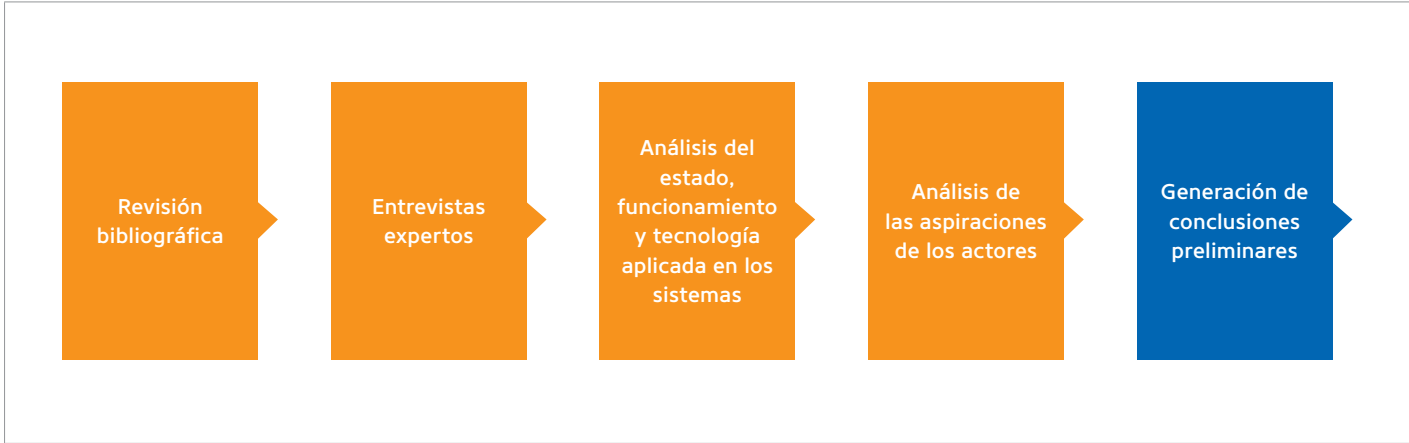 Revisión
bibliográfica
Entrevistas
expertos
Análisis del
estado,
funcionamiento
y tecnología
aplicada en los
sistemas
Análisis de
las aspiraciones
de los actores
Generación de
conclusiones
preliminares